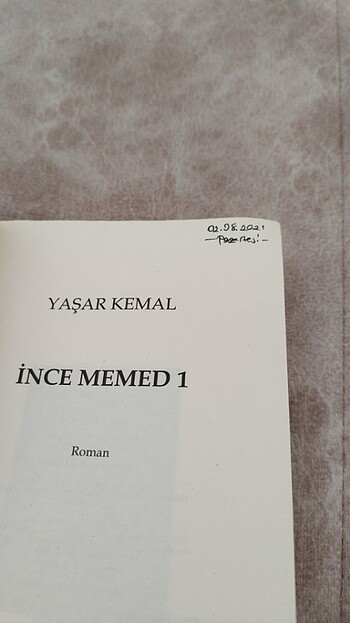 02.08.2021
-Pazartesi-
YAŞAR KEMAL
İNCE MEMED 1
Roman